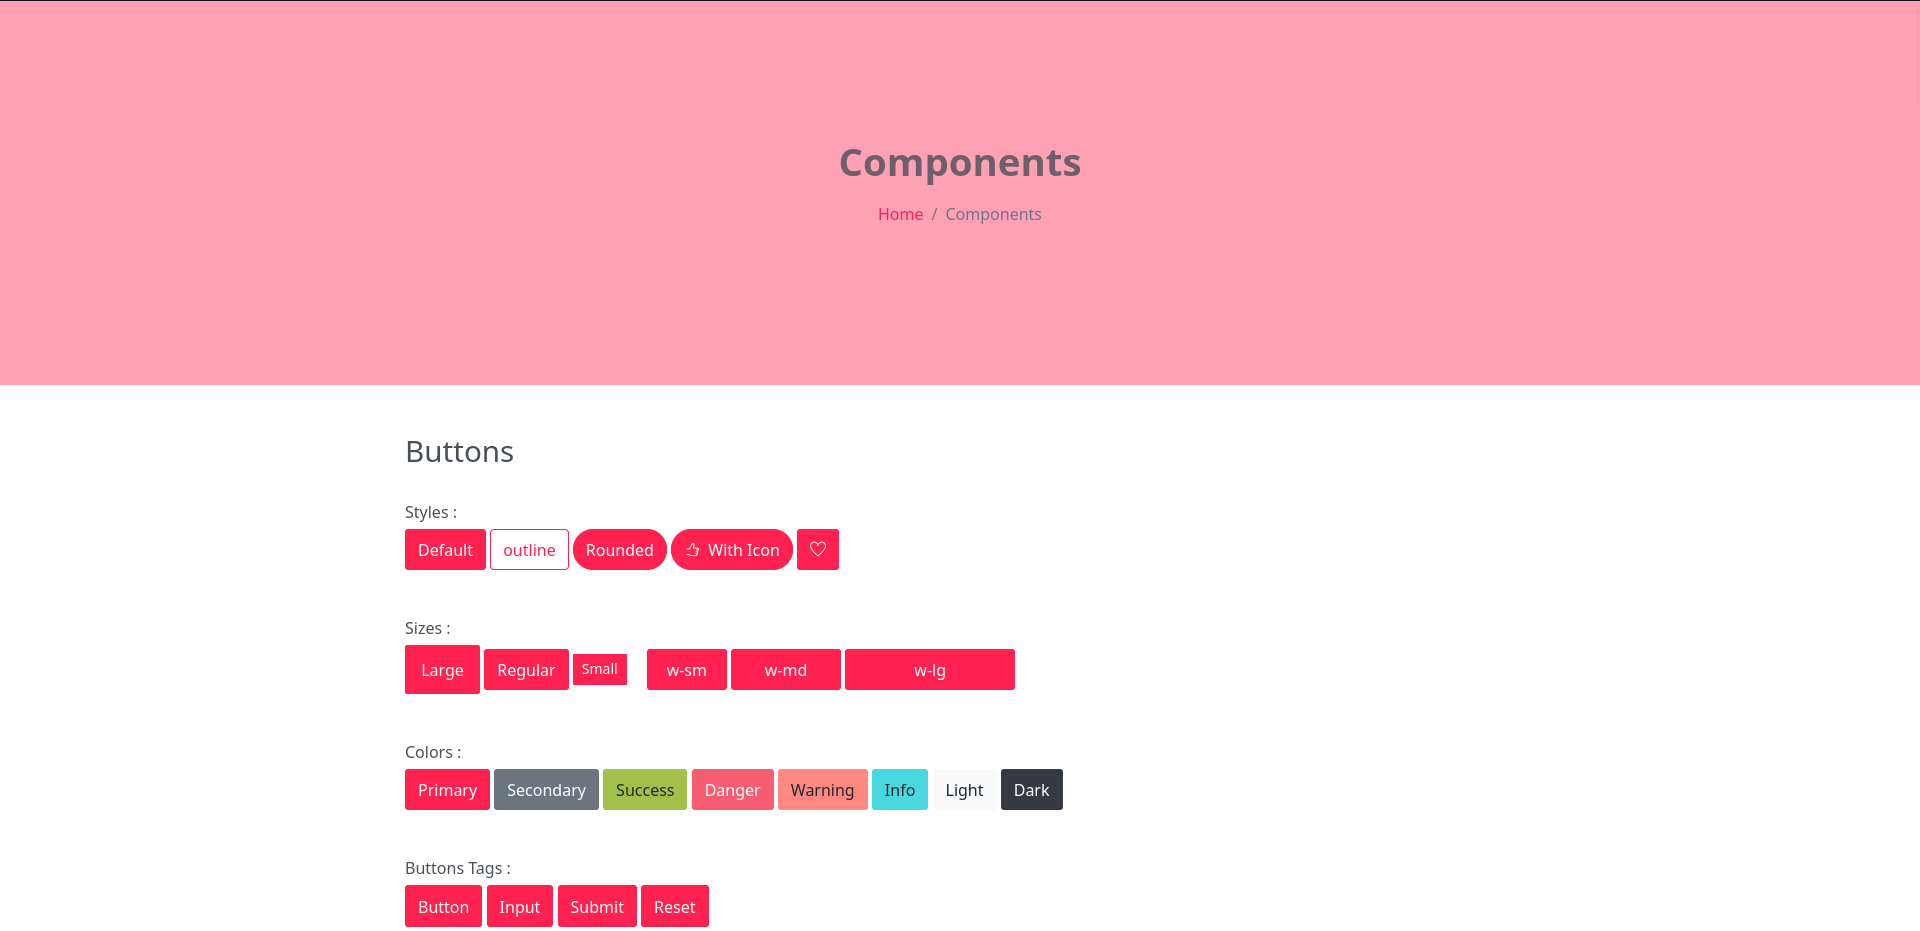 Components
Home / Components
Buttons
Styles :
Default outline Rounded With Icon
Sizes :
Large Regular Small w-sm w-md w-lg
Colors :
Primary Secondary Success Danger Warning Info Light Dark
Buttons Tags :
Button Input Submit Reset